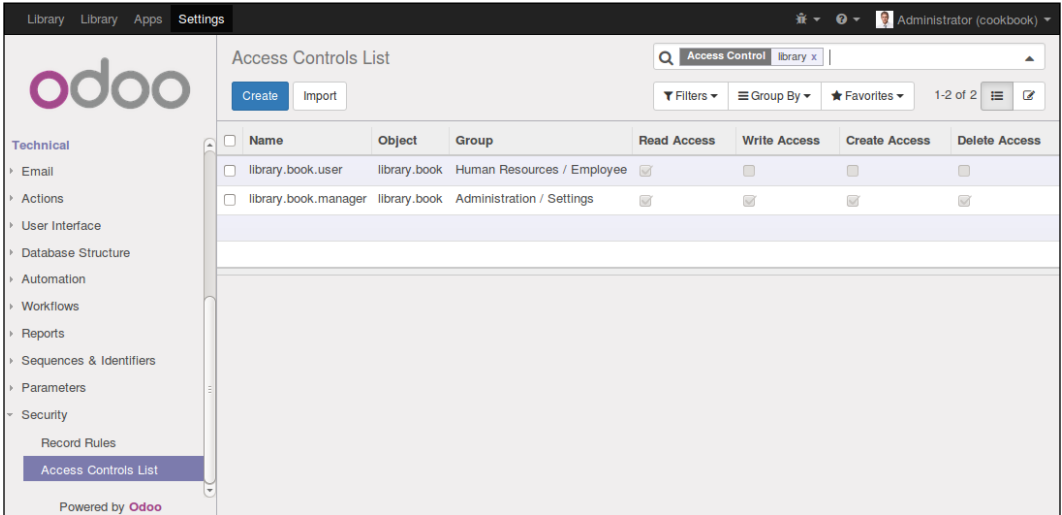 Library Library Apps Settings Administrator (cookbook)
odoo
Technical
Email
Actions
User Interface
Database Structure
Automation
Workflows
Reports
Sequences & Identifiers
Parameters
Security
Record Rules
Access Controls List
Powered by Odoo
Access Controls List
Access Control library x
Create Import
Filters Group By Favorites 1-2 of 2
Name Object Group Read Access Write Access Create Access Delete Access
library.book.user library.book Human Resources / Employee
library.book.manager library.book Administration / Settings